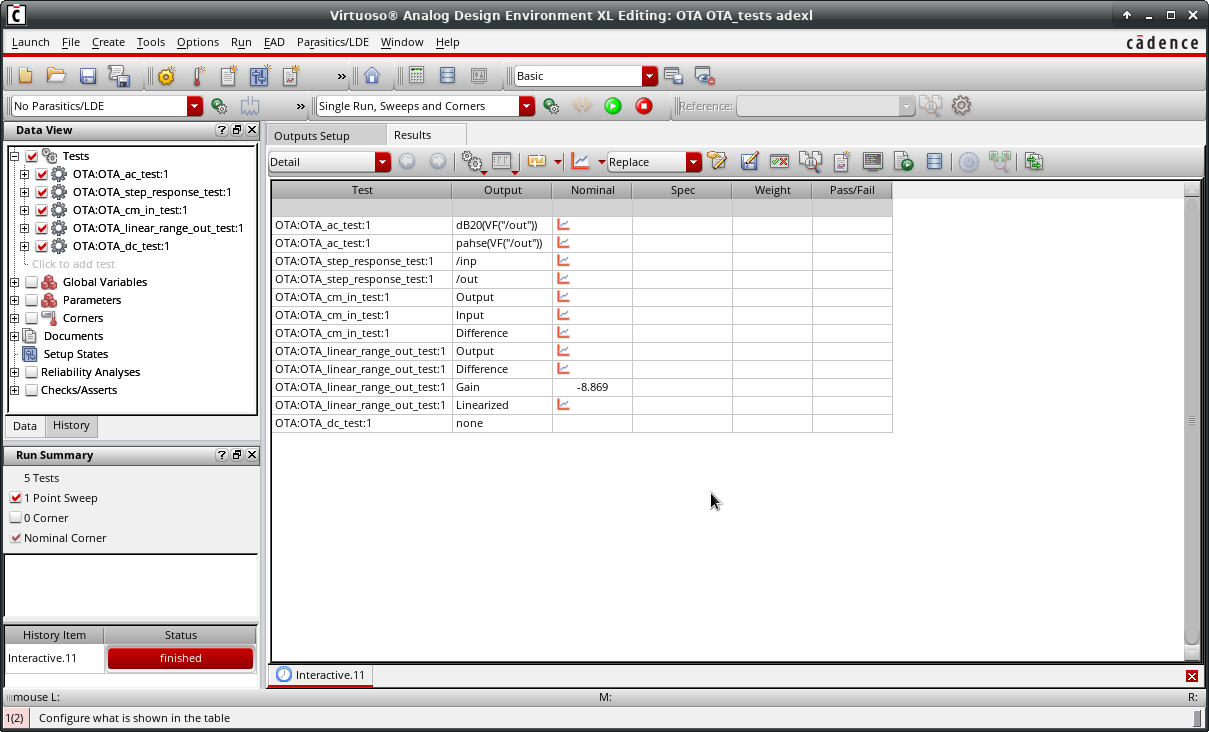 Virtuoso® Analog Design Environment XL Editing: OTA OTA_tests adexl
Launch File Create Tools Options Run EAD Parasitics/LDE Window Help
cādence
» Basic
No Parasitics/LDE » Single Run, Sweeps and Corners Reference:
Data View
Tests
OTA:OTA_ac_test:1
OTA:OTA_step_response_test:1
OTA:OTA_cm_in_test:1
OTA:OTA_linear_range_out_test:1
OTA:OTA_dc_test:1
Click to add test
Global Variables
Parameters
Corners
Documents
Setup States
Reliability Analyses
Checks/Asserts
Data History
Run Summary
5 Tests
1 Point Sweep
0 Corner
Nominal Corner
History Item Status
Interactive.11 finished
Outputs Setup Results
Detail Replace
Test Output Nominal Spec Weight Pass/Fail
OTA:OTA_ac_test:1 dB20(VF("/out"))
OTA:OTA_ac_test:1 pahse(VF("/out"))
OTA:OTA_step_response_test:1 /inp
OTA:OTA_step_response_test:1 /out
OTA:OTA_cm_in_test:1 Output
OTA:OTA_cm_in_test:1 Input
OTA:OTA_cm_in_test:1 Difference
OTA:OTA_linear_range_out_test:1 Output
OTA:OTA_linear_range_out_test:1 Difference
OTA:OTA_linear_range_out_test:1 Gain -8.869
OTA:OTA_linear_range_out_test:1 Linearized
OTA:OTA_dc_test:1 none
Interactive.11
mouse L: M: R:
1(2) Configure what is shown in the table